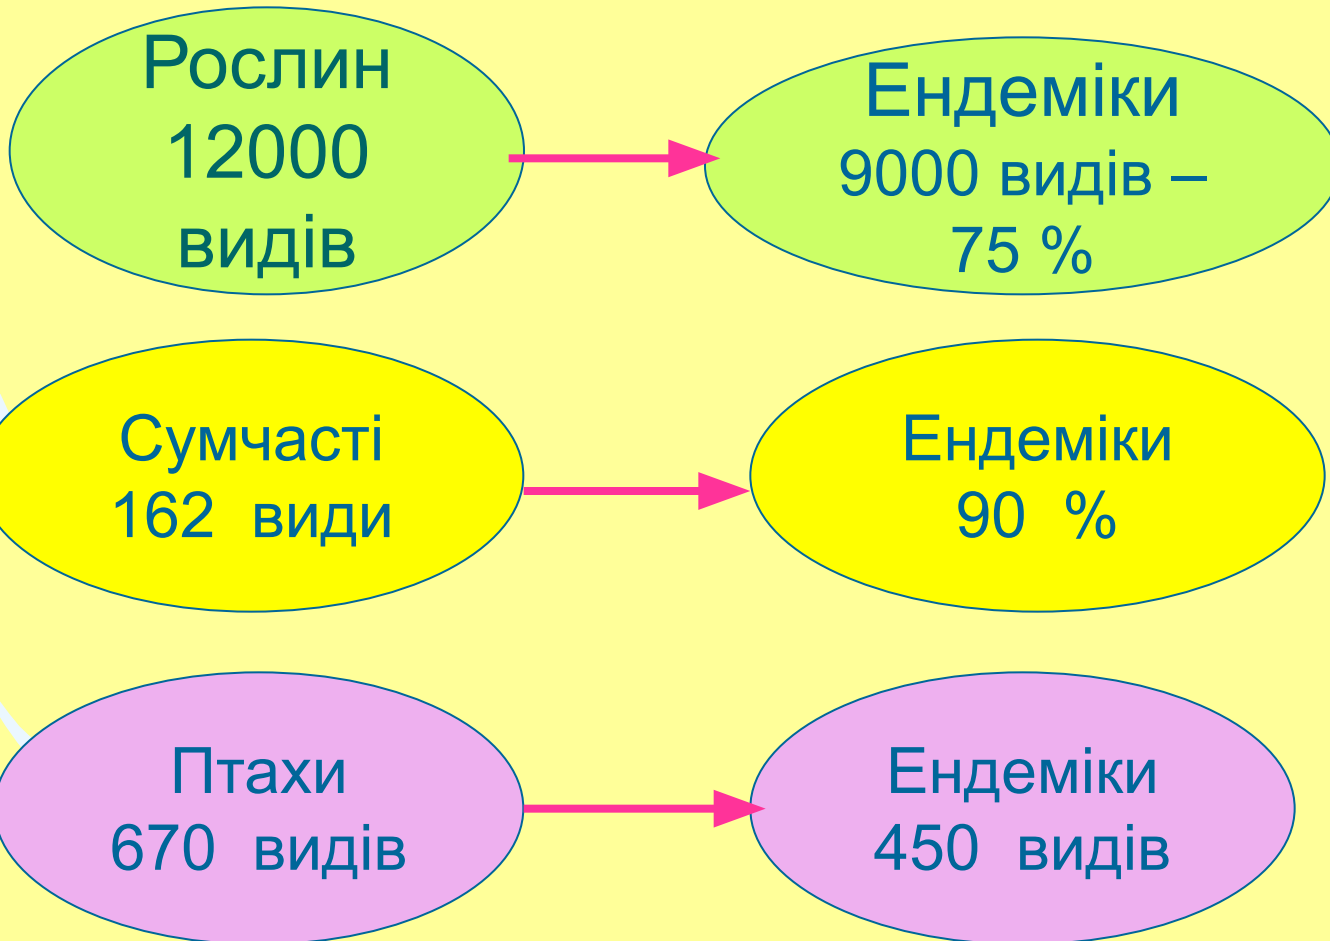 Рослин
12000
видів
Ендеміки
9000 видів –
75 %
Сумчасті
162 види
Ендеміки
90 %
Птахи
670 видів
Ендеміки
450 видів